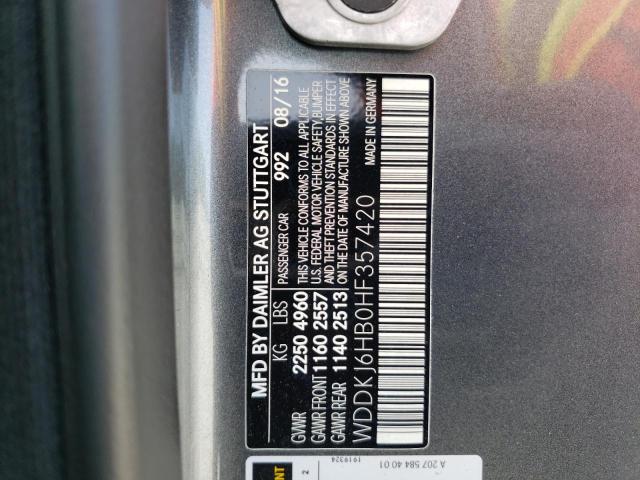 MFD BY DAIMLER AG STUTTGART
KG LBS PASSENGER CAR 992 08/16
GVWR 2250 4960 THIS VEHICLE CONFORMS TO ALL APPLICABLE
GAWR FRONT 1160 2557 U.S. FEDERAL MOTOR VEHICLE SAFETY, BUMPER
AND THEFT PREVENTION STANDARDS IN EFFECT
GAWR REAR 1140 2513 ON THE DATE OF MANUFACTURE SHOWN ABOVE
WDDKJ6HB0HF357420
MADE IN GERMANY
1919324
2
A 207 584 40 01